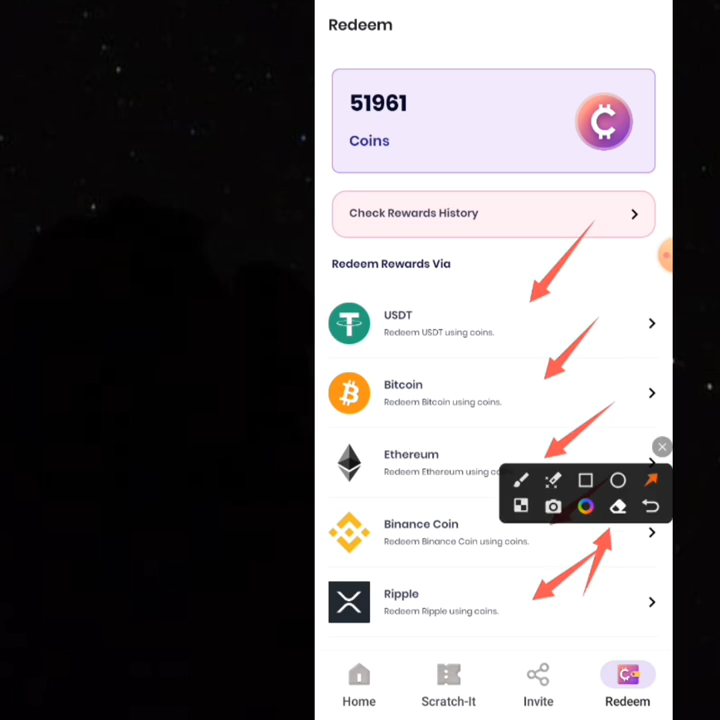 Redeem
51961
Coins
Check Rewards History
Redeem Rewards Via
USDT
Redeem USDT using coins.
Bitcoin
Redeem Bitcoin using coins.
Ethereum
Redeem Ethereum using
Binance Coin
Redeem Binance Coin using coins.
Ripple
Redeem Ripple using coins.
Home
Scratch-It
Invite
Redeem